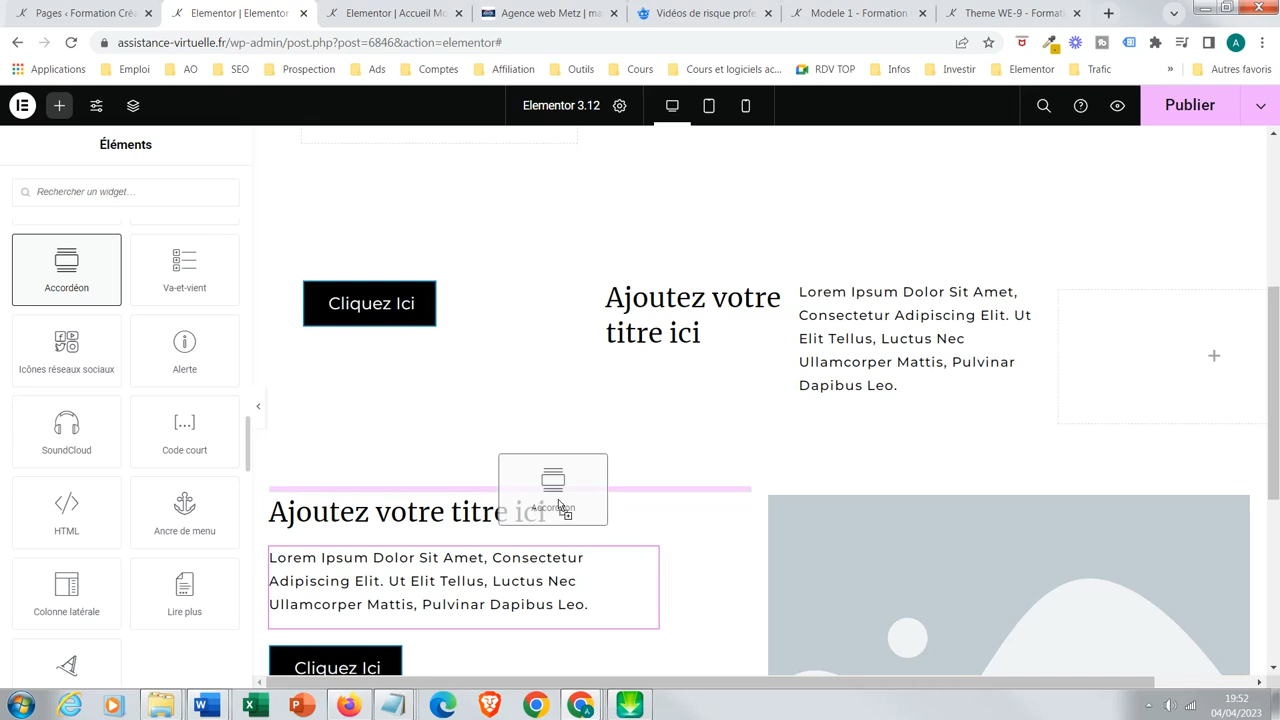 Pages ‹ Formation Créa
Elementor | Elementor
Elementor | Accueil Mo
Agence web Metz | ma
Vidéos de risque profe
Modele 1 - Formation
Theme WE-9 - Formati
assistance-virtuelle.fr/wp-admin/post.php?post=6846&action=elementor#
A
Applications
Emploi
AO
SEO
Prospection
Ads
Comptes
Affiliation
Outils
Cours
Cours et logiciels ac...
RDV TOP
Infos
Investir
Elementor
Trafic
»
Autres favoris
Elementor 3.12
Publier
Éléments
Rechercher un widget...
Accordéon
Va-et-vient
Icônes réseaux sociaux
Alerte
SoundCloud
Code court
HTML
Ancre de menu
Colonne latérale
Lire plus
Cliquez Ici
Ajoutez votre
titre ici
Lorem Ipsum Dolor Sit Amet,
Consectetur Adipiscing Elit. Ut
Elit Tellus, Luctus Nec
Ullamcorper Mattis, Pulvinar
Dapibus Leo.
Accordéon
Ajoutez votre titre ici
Lorem Ipsum Dolor Sit Amet, Consectetur
Adipiscing Elit. Ut Elit Tellus, Luctus Nec
Ullamcorper Mattis, Pulvinar Dapibus Leo.
Cliquez Ici
19:52
04/04/2023